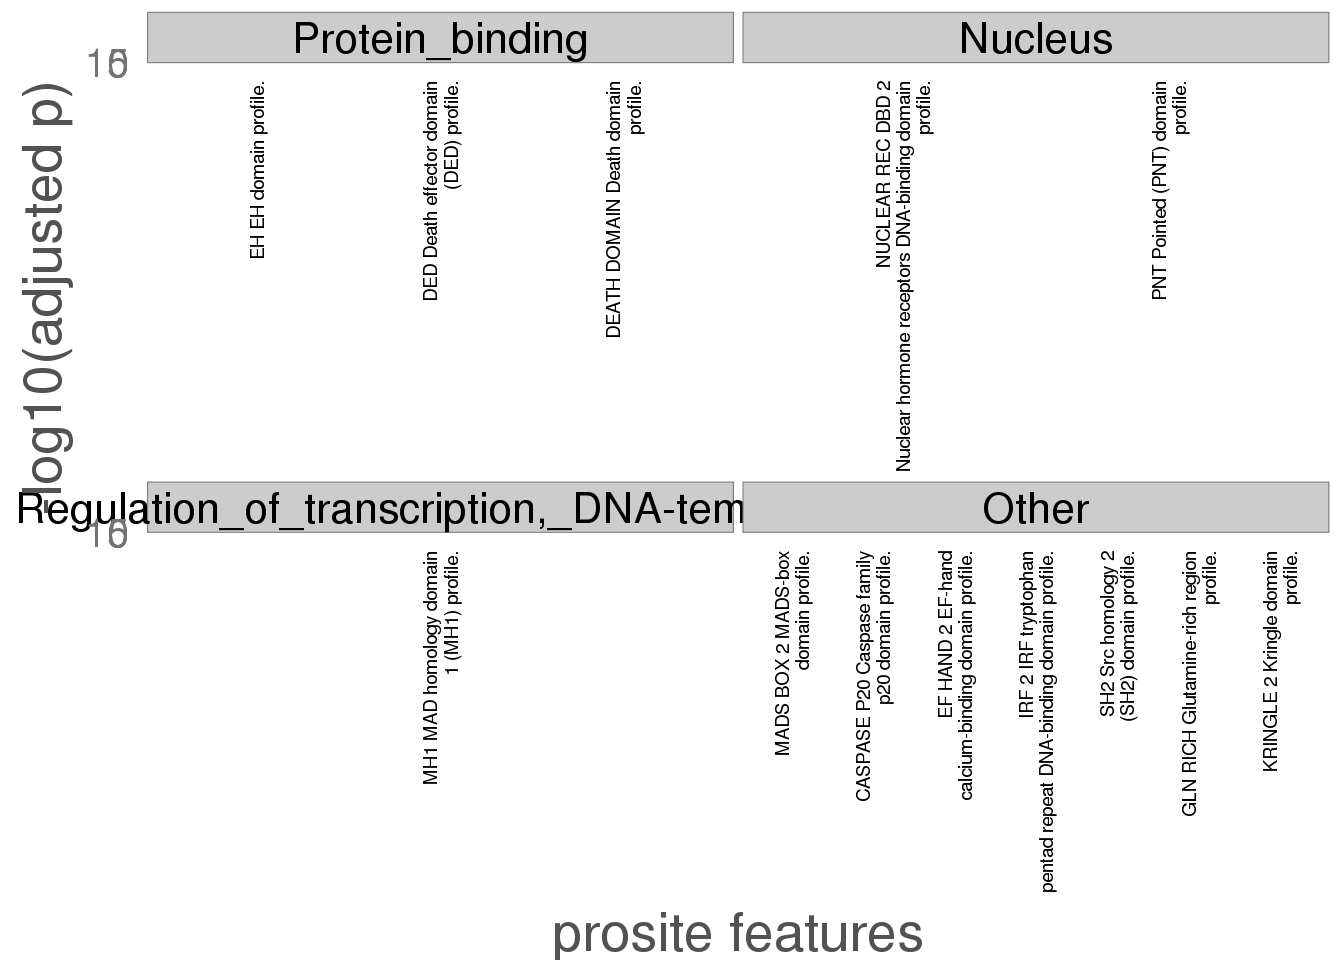 Protein_binding
Nucleus
-log10(adjusted p)
EH EH domain profile.
DED Death effector domain
(DED) profile.
DEATH DOMAIN Death domain
profile.
NUCLEAR REC DBD 2
Nuclear hormone receptors DNA-binding domain
profile.
PNT Pointed (PNT) domain
profile.
Regulation_of_transcription,_DNA-tem
Other
MH1 MAD homology domain
1 (MH1) profile.
MADS BOX 2 MADS-box
domain profile.
CASPASE P20 Caspase family
p20 domain profile.
EF HAND 2 EF-hand
calcium-binding domain profile.
IRF 2 IRF tryptophan
pentad repeat DNA-binding domain profile.
SH2 Src homology 2
(SH2) domain profile.
GLN RICH Glutamine-rich region
profile.
KRINGLE 2 Kringle domain
profile.
prosite features